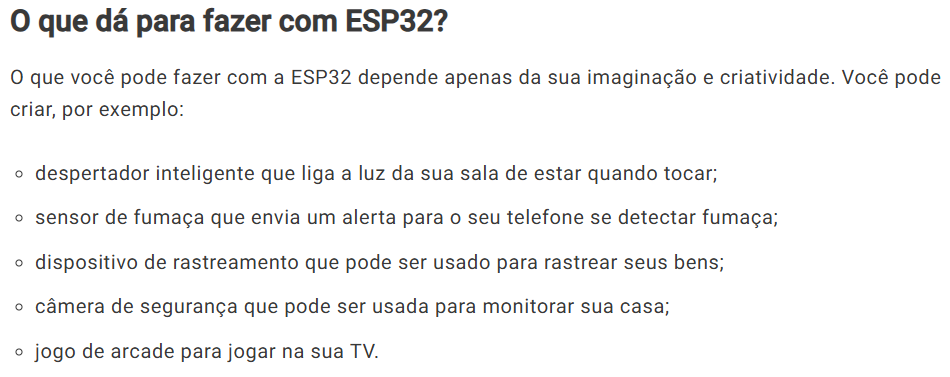 O que dá para fazer com ESP32?
O que você pode fazer com a ESP32 depende apenas da sua imaginação e criatividade. Você pode
criar, por exemplo:
despertador inteligente que liga a luz da sua sala de estar quando tocar;
sensor de fumaça que envia um alerta para o seu telefone se detectar fumaça;
dispositivo de rastreamento que pode ser usado para rastrear seus bens;
câmera de segurança que pode ser usada para monitorar sua casa;
jogo de arcade para jogar na sua TV.